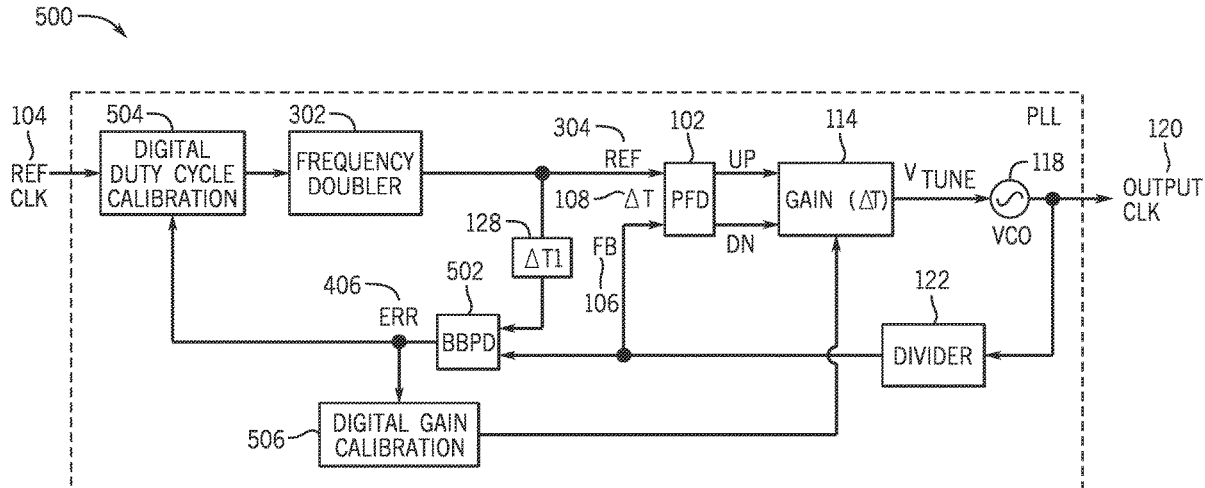 500
104
REF
CLK
504
DIGITAL
DUTY CYCLE
CALIBRATION
302
FREQUENCY
DOUBLER
304
REF
108 ΔT
128
ΔT1
FB
106
102
PFD
UP
DN
114
GAIN (ΔT)
V TUNE
118
VCO
PLL
120
OUTPUT
CLK
406
ERR
502
BBPD
122
DIVIDER
506
DIGITAL GAIN
CALIBRATION